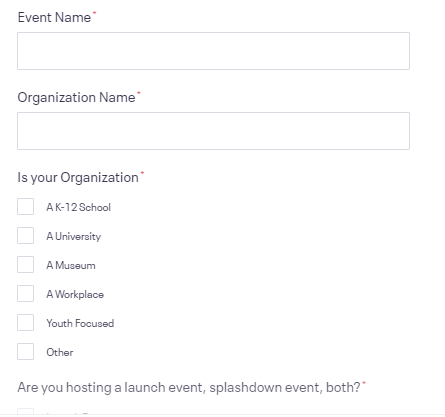 Event Name*
Organization Name*
Is your Organization*
A K-12 School
A University
A Museum
A Workplace
Youth Focused
Other
Are you hosting a launch event, splashdown event, both?*